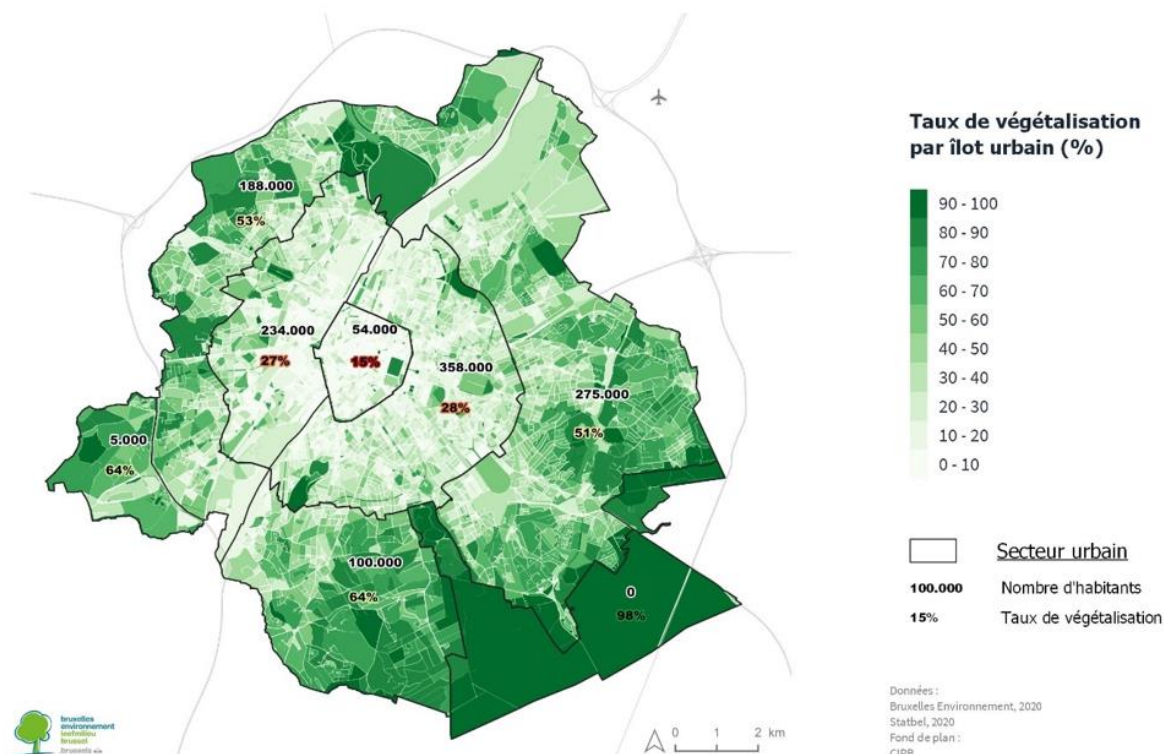 Taux de végétalisation
par îlot urbain (%)
90 - 100
80 - 90
70 - 80
60 - 70
50 - 60
40 - 50
30 - 40
20 - 30
10 - 20
0 - 10
188.000
53%
234.000
27%
54.000
15%
358.000
28%
275.000
51%
5.000
64%
100.000
64%
0
98%
Secteur urbain
100.000 Nombre d'habitants
15% Taux de végétalisation
Données :
Bruxelles Environnement, 2020
Statbel, 2020
Fond de plan :
CIRB
bruxelles
environnement
leefmilieu
brussel
0 1 2 km